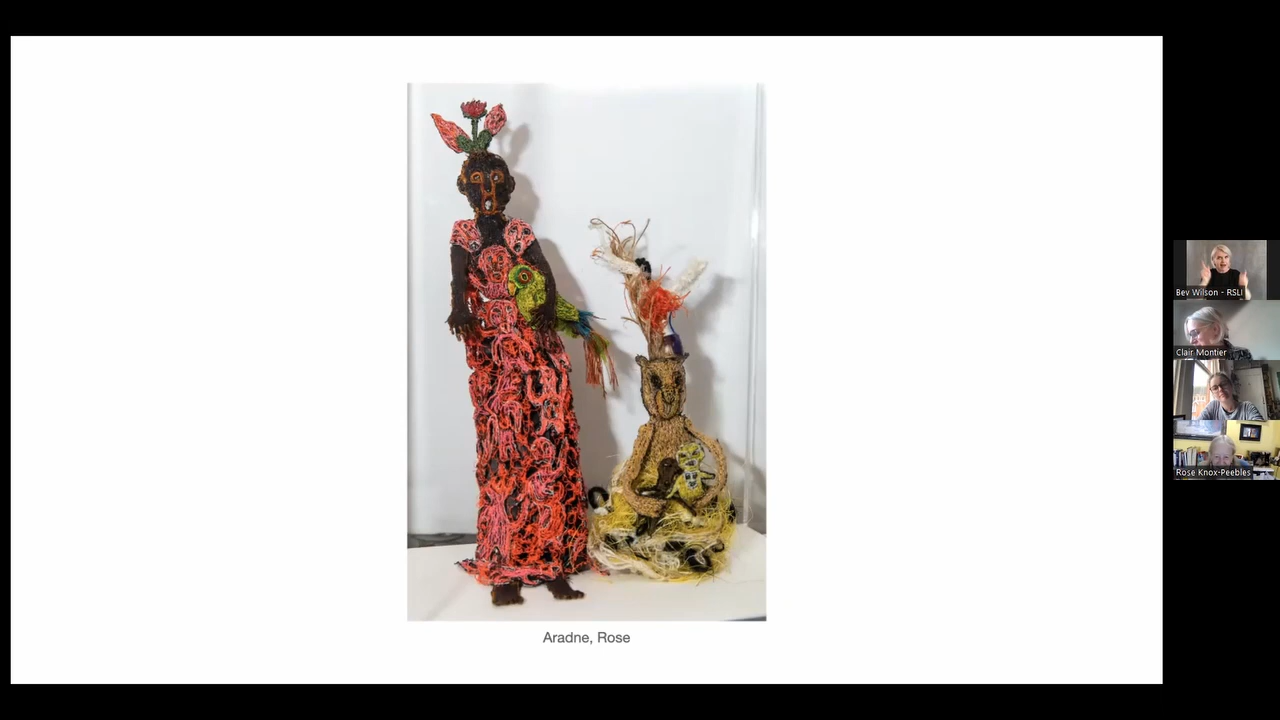 Aradne, Rose
Bev Wilson - RSLI
Clair Montier
Rose Knox-Peebles